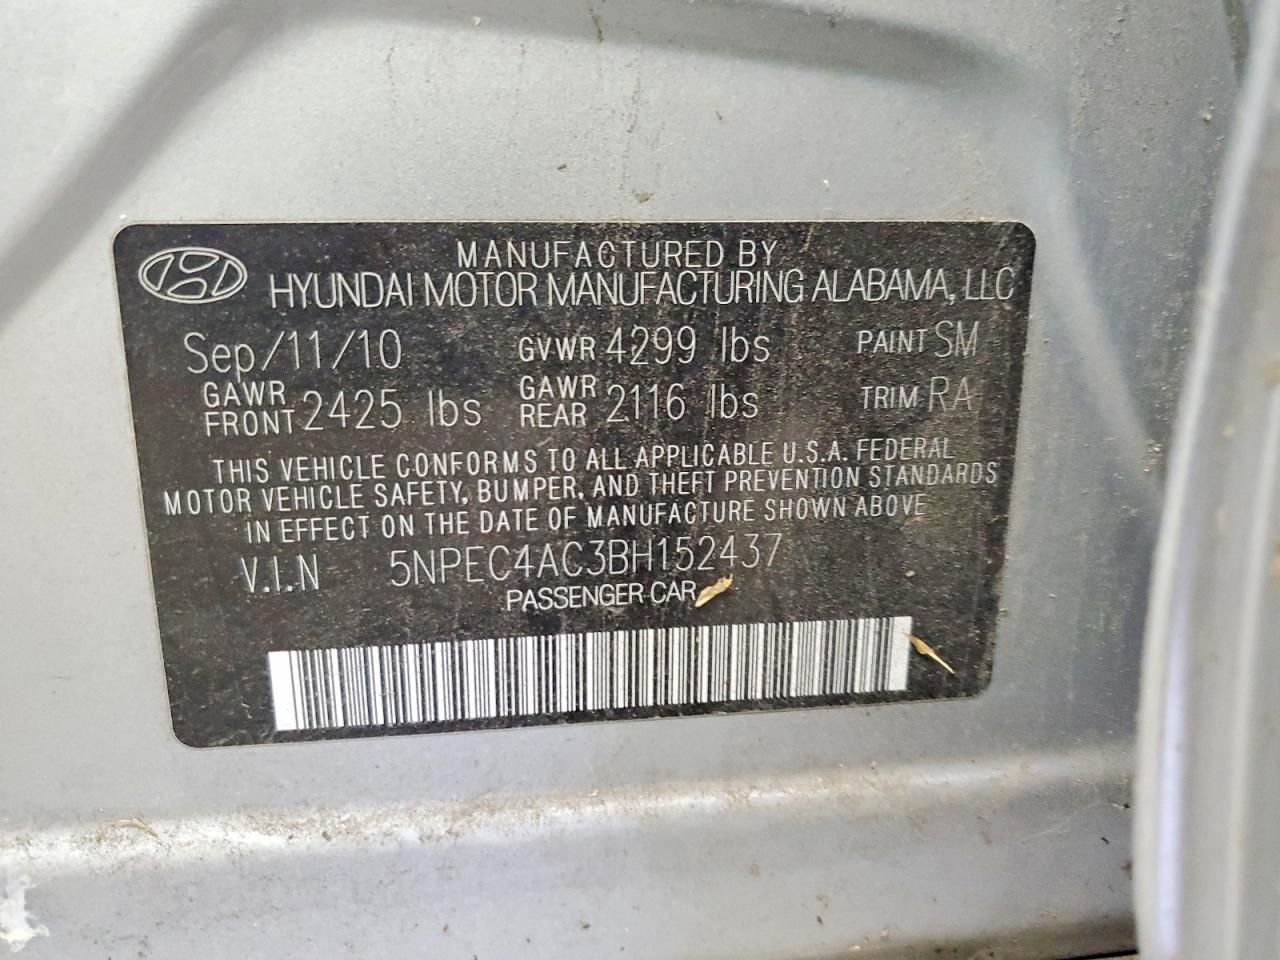 MANUFACTURED BY
HYUNDAI MOTOR MANUFACTURING ALABAMA, LLC
Sep/11/10 GVWR 4299 lbs PAINT SM
GAWR FRONT 2425 lbs GAWR REAR 2116 lbs TRIM RA
THIS VEHICLE CONFORMS TO ALL APPLICABLE U.S.A. FEDERAL
MOTOR VEHICLE SAFETY, BUMPER, AND THEFT PREVENTION STANDARDS
IN EFFECT ON THE DATE OF MANUFACTURE SHOWN ABOVE
V.I.N 5NPEC4AC3BH152437
PASSENGER CAR